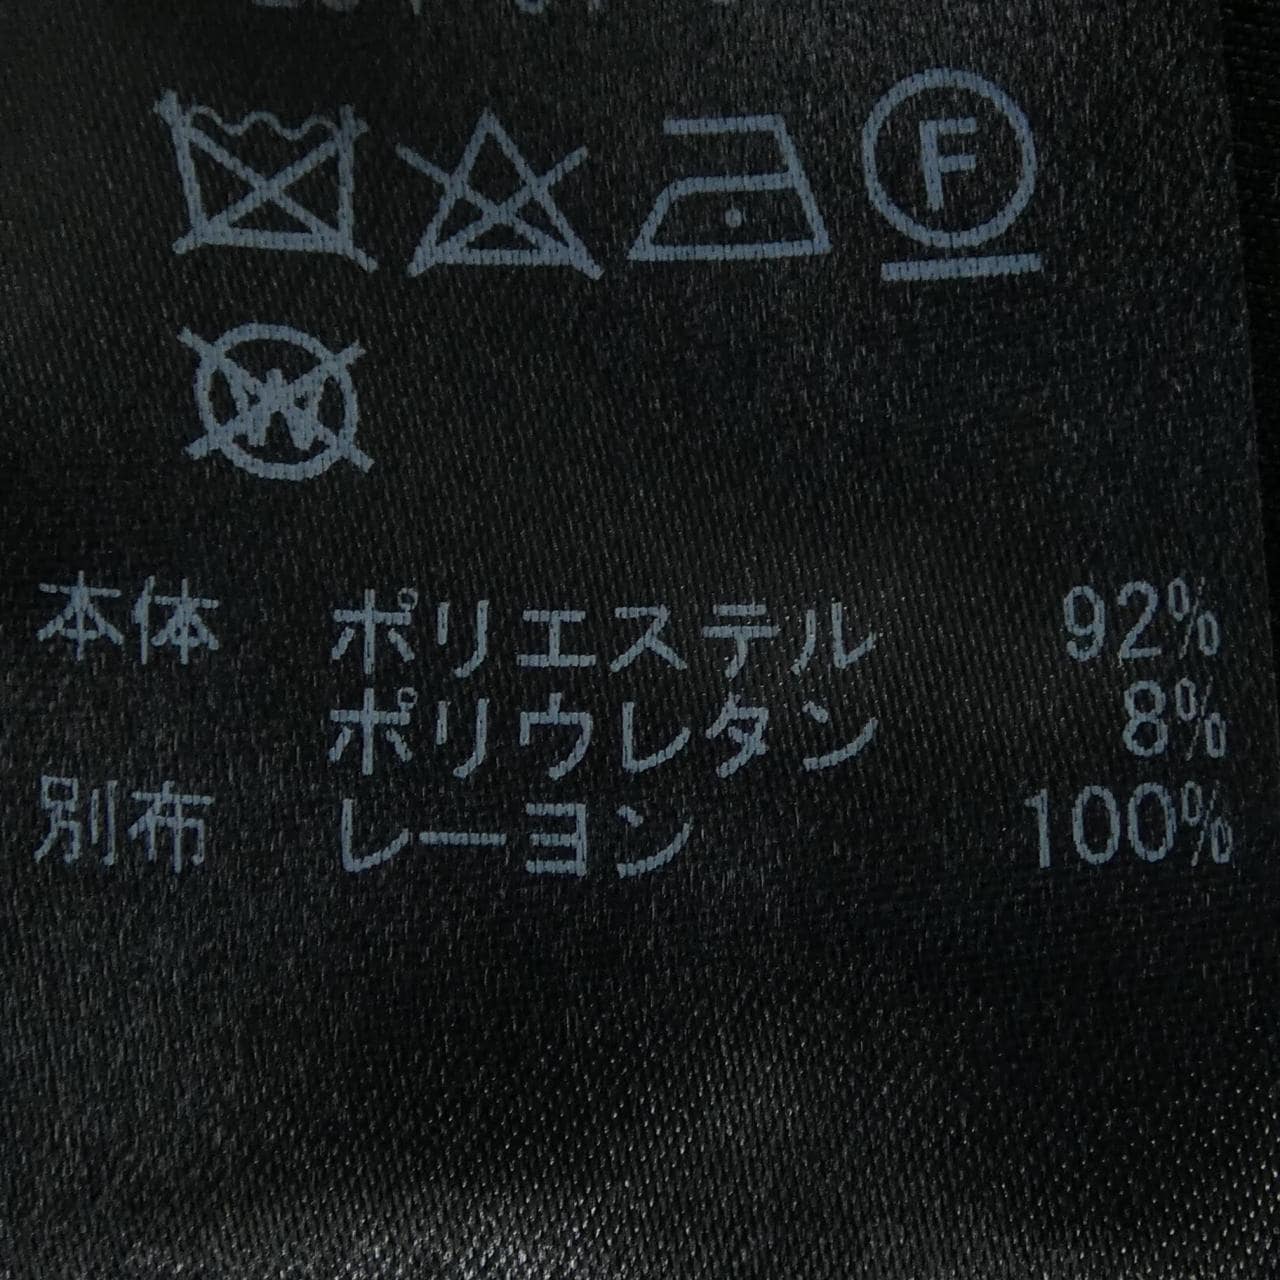 F
W
本体 ポリエステル 92%
ポリウレタン 8%
別布 レーヨン 100%